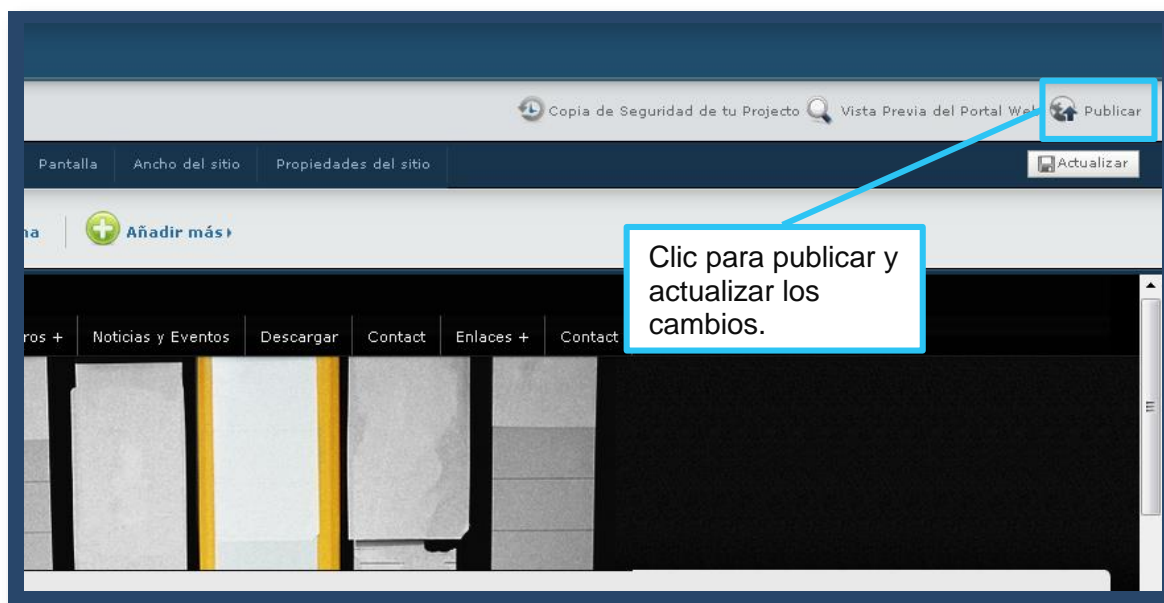 Copia de Seguridad de tu Projecto Vista Previa del Portal We Publicar
Pantalla Ancho del sitio Propiedades del sitio Actualizar
na Añadir más
Clic para publicar y
actualizar los
cambios.
ros + Noticias y Eventos Descargar Contact Enlaces + Contact